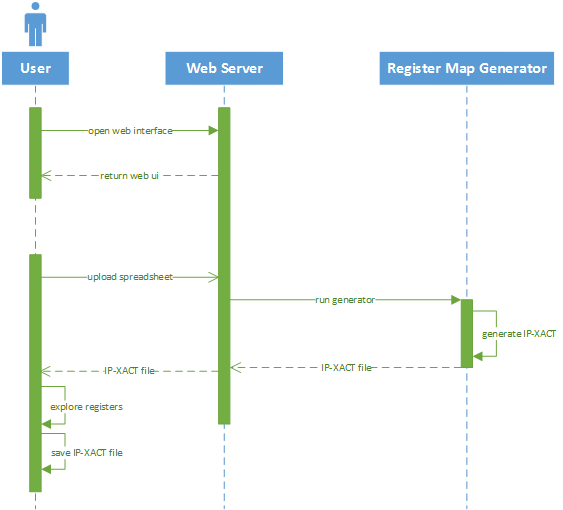 User
Web Server
Register Map Generator
open web interface
return web ui
upload spreadsheet
run generator
generate IP-XACT
IP-XACT file
IP-XACT file
explore registers
save IP-XACT file